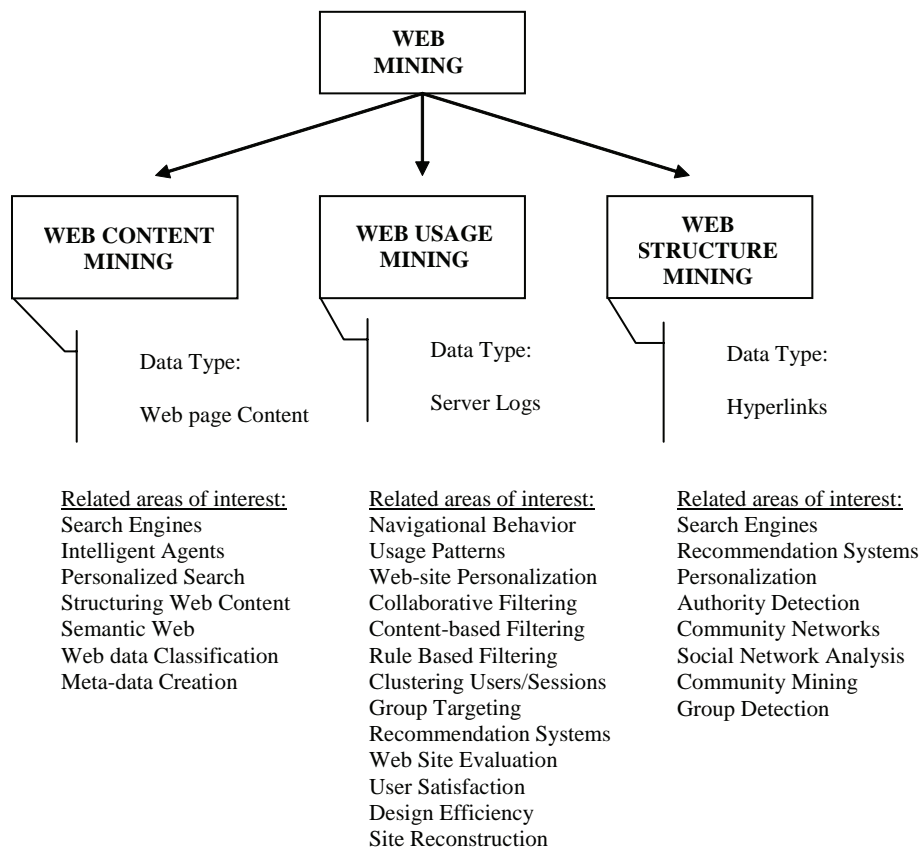 WEB
MINING
WEB CONTENT
MINING
WEB USAGE
MINING
WEB
STRUCTURE
MINING
Data Type:
Web page Content
Data Type:
Server Logs
Data Type:
Hyperlinks
Related areas of interest:
Search Engines
Intelligent Agents
Personalized Search
Structuring Web Content
Semantic Web
Web data Classification
Meta-data Creation
Related areas of interest:
Navigational Behavior
Usage Patterns
Web-site Personalization
Collaborative Filtering
Content-based Filtering
Rule Based Filtering
Clustering Users/Sessions
Group Targeting
Recommendation Systems
Web Site Evaluation
User Satisfaction
Design Efficiency
Site Reconstruction
Related areas of interest:
Search Engines
Recommendation Systems
Personalization
Authority Detection
Community Networks
Social Network Analysis
Community Mining
Group Detection